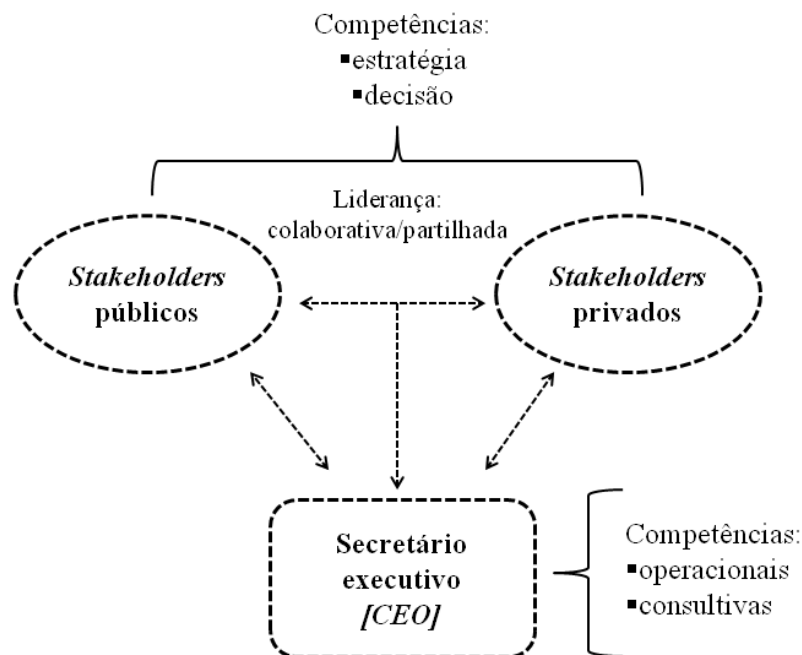 Competências:
▪estratégia
▪decisão
Liderança:
colaborativa/partilhada
Stakeholders
públicos
Stakeholders
privados
Secretário
executivo
[CEO]
Competências:
▪operacionais
▪consultivas